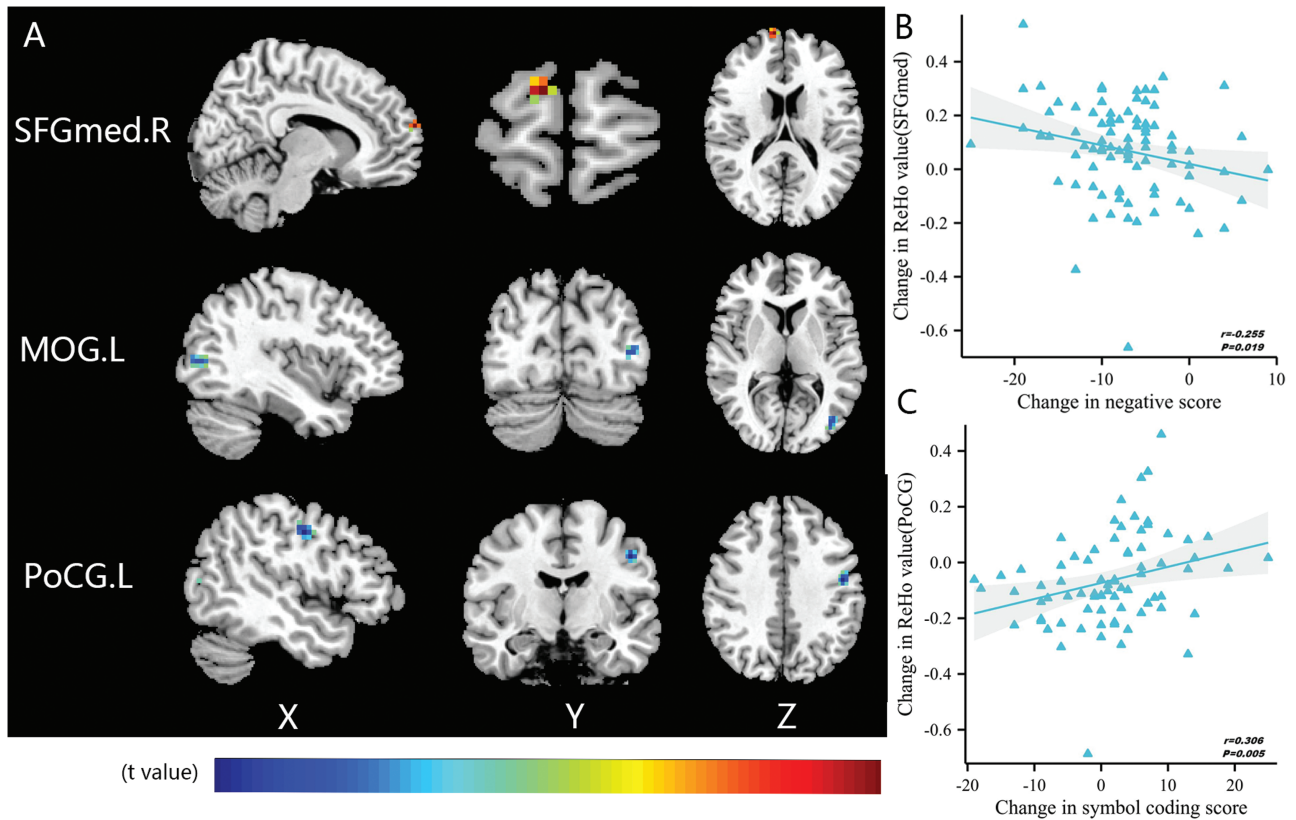 A
SFGmed.R
MOG.L
PoCG.L
X Y Z
(t value)
B
Change in ReHo value(SFGmed)
0.4
0.2
0.0
-0.2
-0.4
-0.6
r=-0.255
P=0.019
-20 -10 0 10
Change in negative score
C
Change in ReHo value(PoCG)
0.4
0.2
0.0
-0.2
-0.4
-0.6
r=0.306
P=0.005
-20 -10 0 10 20
Change in symbol coding score